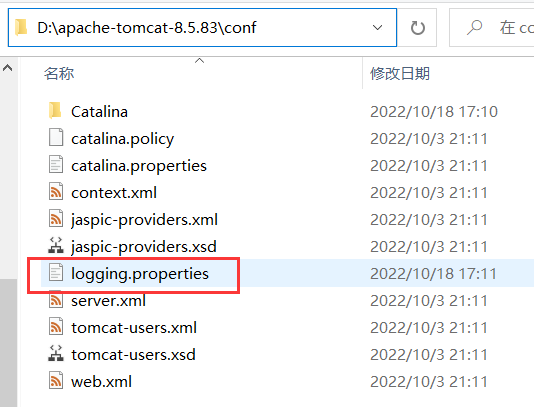 D:\apache-tomcat-8.5.83\conf
在 co
名称 修改日期
Catalina 2022/10/18 17:10
catalina.policy 2022/10/3 21:11
catalina.properties 2022/10/3 21:11
context.xml 2022/10/3 21:11
jaspic-providers.xml 2022/10/3 21:11
jaspic-providers.xsd 2022/10/3 21:11
logging.properties 2022/10/18 17:11
server.xml 2022/10/3 21:11
tomcat-users.xml 2022/10/3 21:11
tomcat-users.xsd 2022/10/3 21:11
web.xml 2022/10/3 21:11